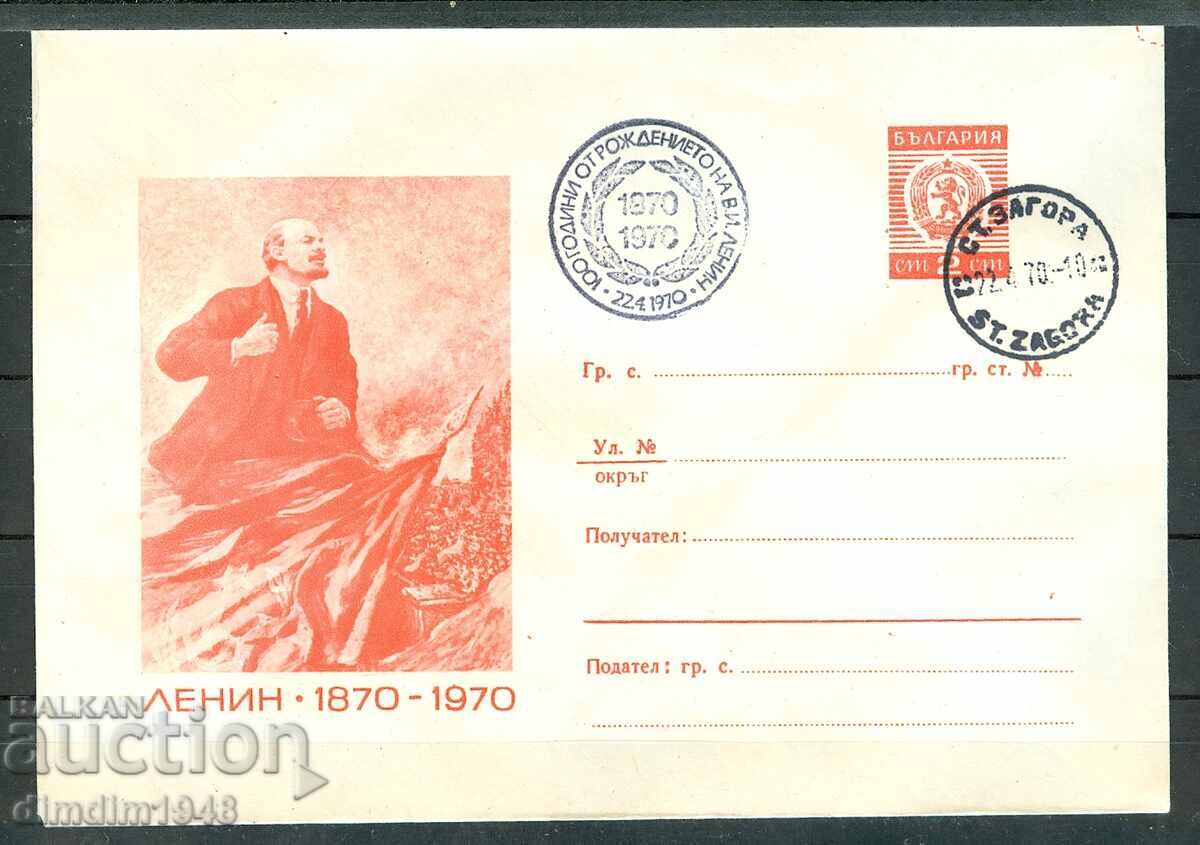 БЪЛГАРИЯ
ст 2 ст
100 ГОДИНИ ОТ РОЖДЕНИЕТО НА В.И. ЛЕНИН
1870
1970
• 22.4.1970 •
СТ. ЗАГОРА
22.4.70.-10
ST. ZAGORA
Гр. с. гр. ст. №
Ул. №
окръг
Получател:
Подател: гр. с.
ЛЕНИН • 1870 - 1970
BALKAN
auction
dimdim1948